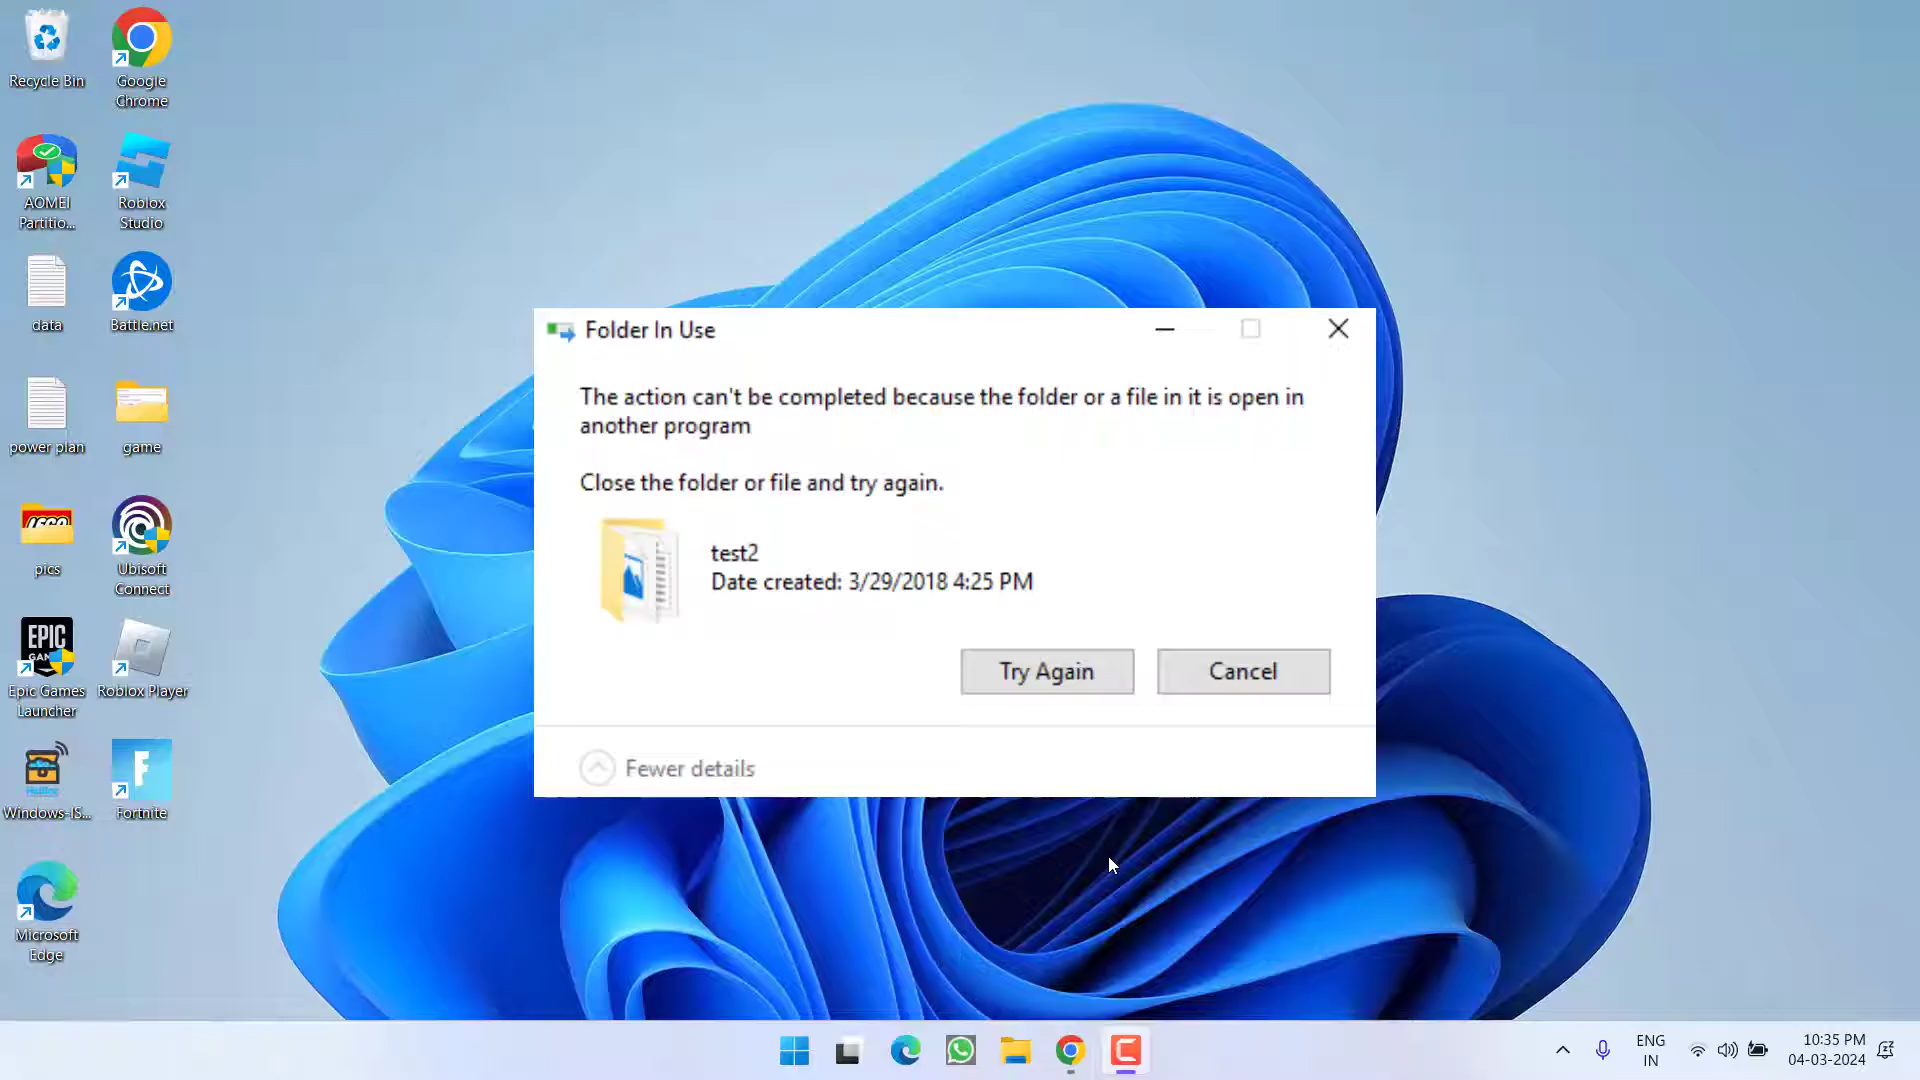 Recycle Bin
Google
Chrome
AOMEI
Partitio...
Roblox
Studio
data
Battle.net
power plan
game
LEGO
pics
Ubisoft
Connect
EPIC
GAMES
Epic Games
Launcher
Roblox Player
Windows-IS...
F
Fortnite
Microsoft
Edge
Folder In Use
The action can't be completed because the folder or a file in it is open in
another program
Close the folder or file and try again.
test2
Date created: 3/29/2018 4:25 PM
Try Again
Cancel
Fewer details
ENG
IN
10:35 PM
04-03-2024